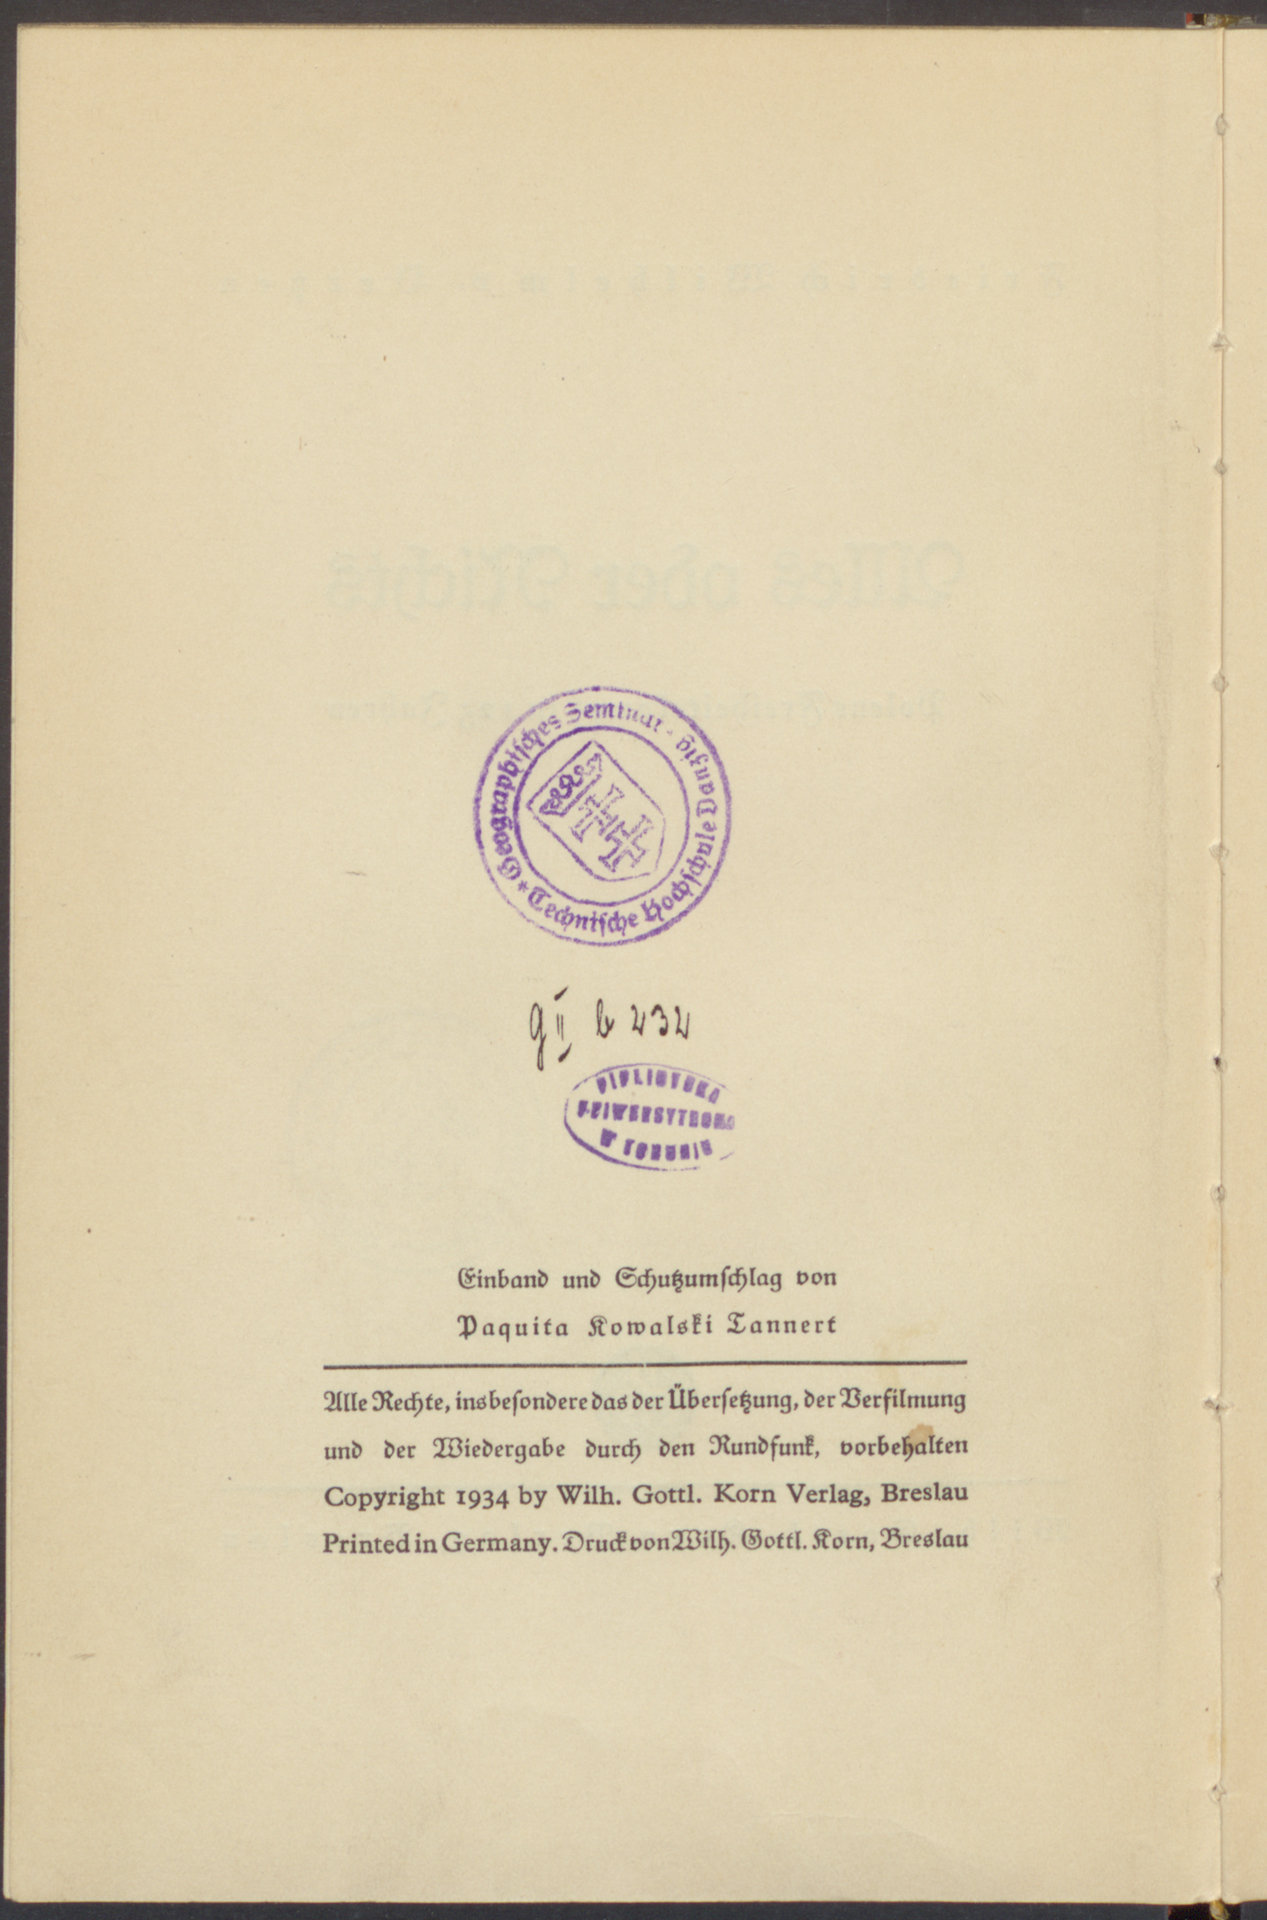 Geographisches Seminar - Technische Hochschule Danzig *
g II b 232
BIBLIOTEKA
UNIWERSYTECKA
W TORUNIU
Einband und Schutzumschlag von
Paquita Kowalski Tannert
Alle Rechte, insbesondere das der Übersetzung, der Verfilmung
und der Wiedergabe durch den Rundfunk, vorbehalten
Copyright 1934 by Wilh. Gottl. Korn Verlag, Breslau
Printed in Germany. Druck von Wilh. Gottl. Korn, Breslau